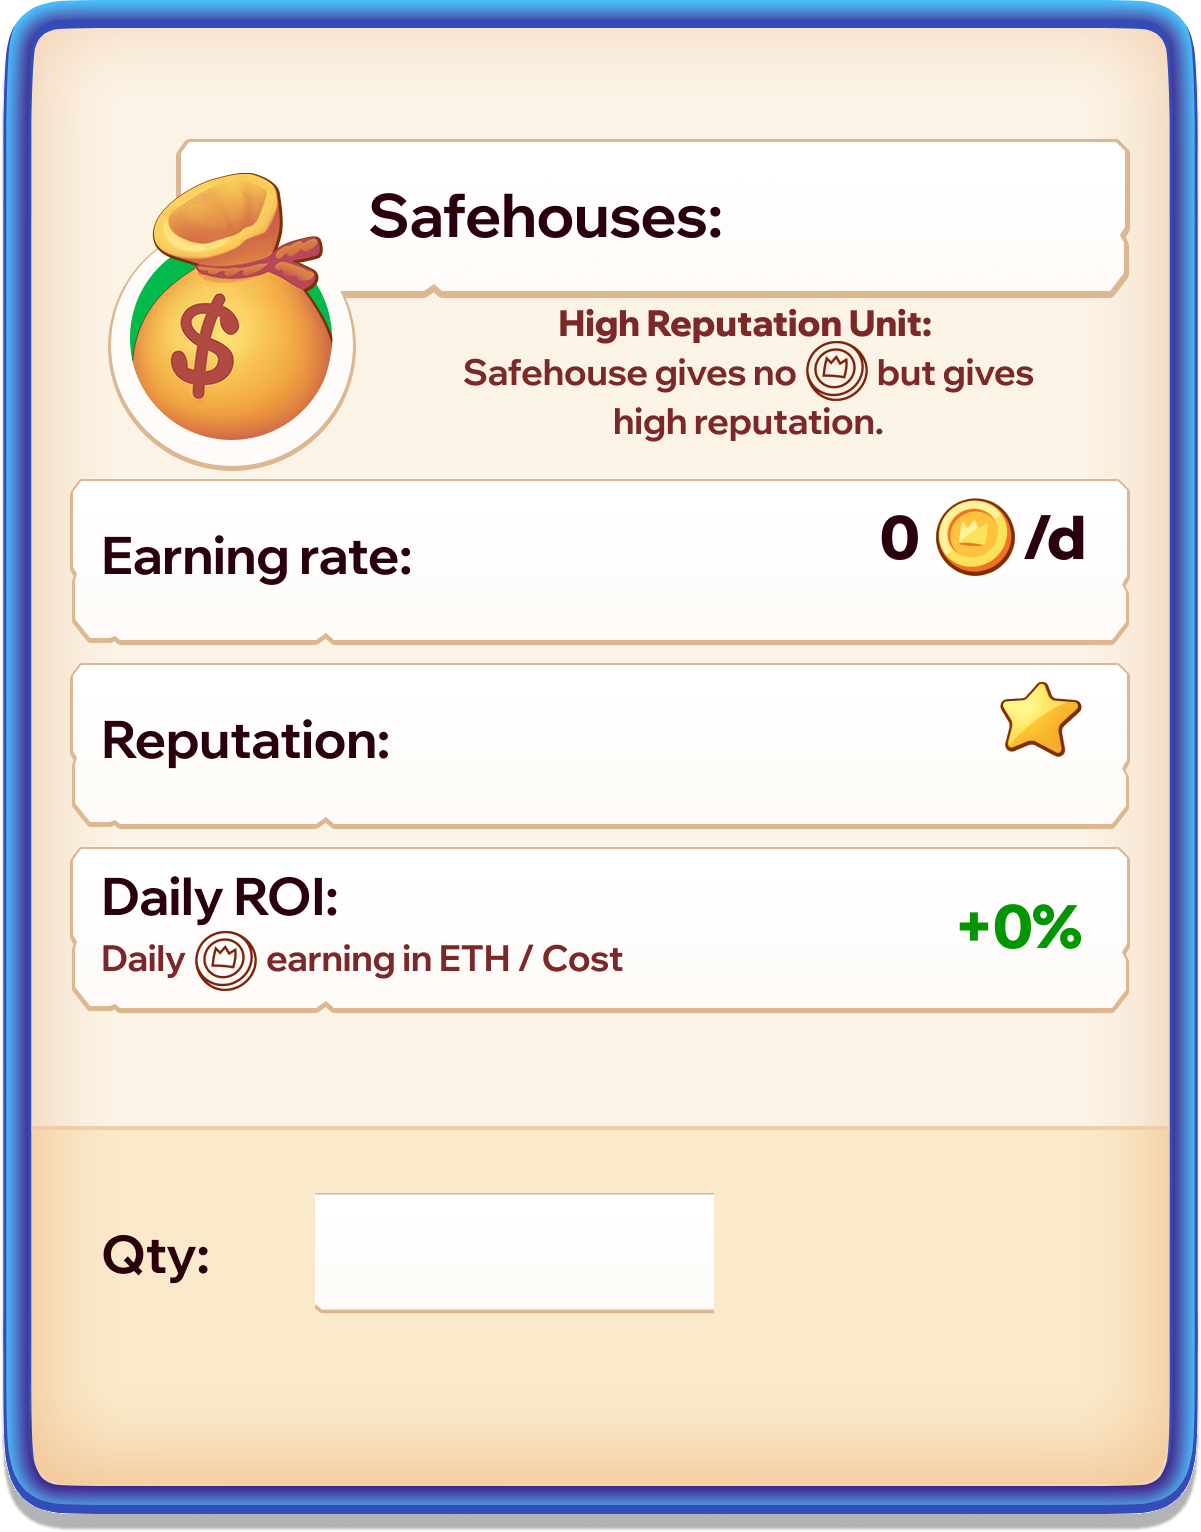 Safehouses:
$
High Reputation Unit:
Safehouse gives no but gives
high reputation.
Earning rate:
0 /d
Reputation:
Daily ROI:
Daily earning in ETH / Cost
+0%
Qty: